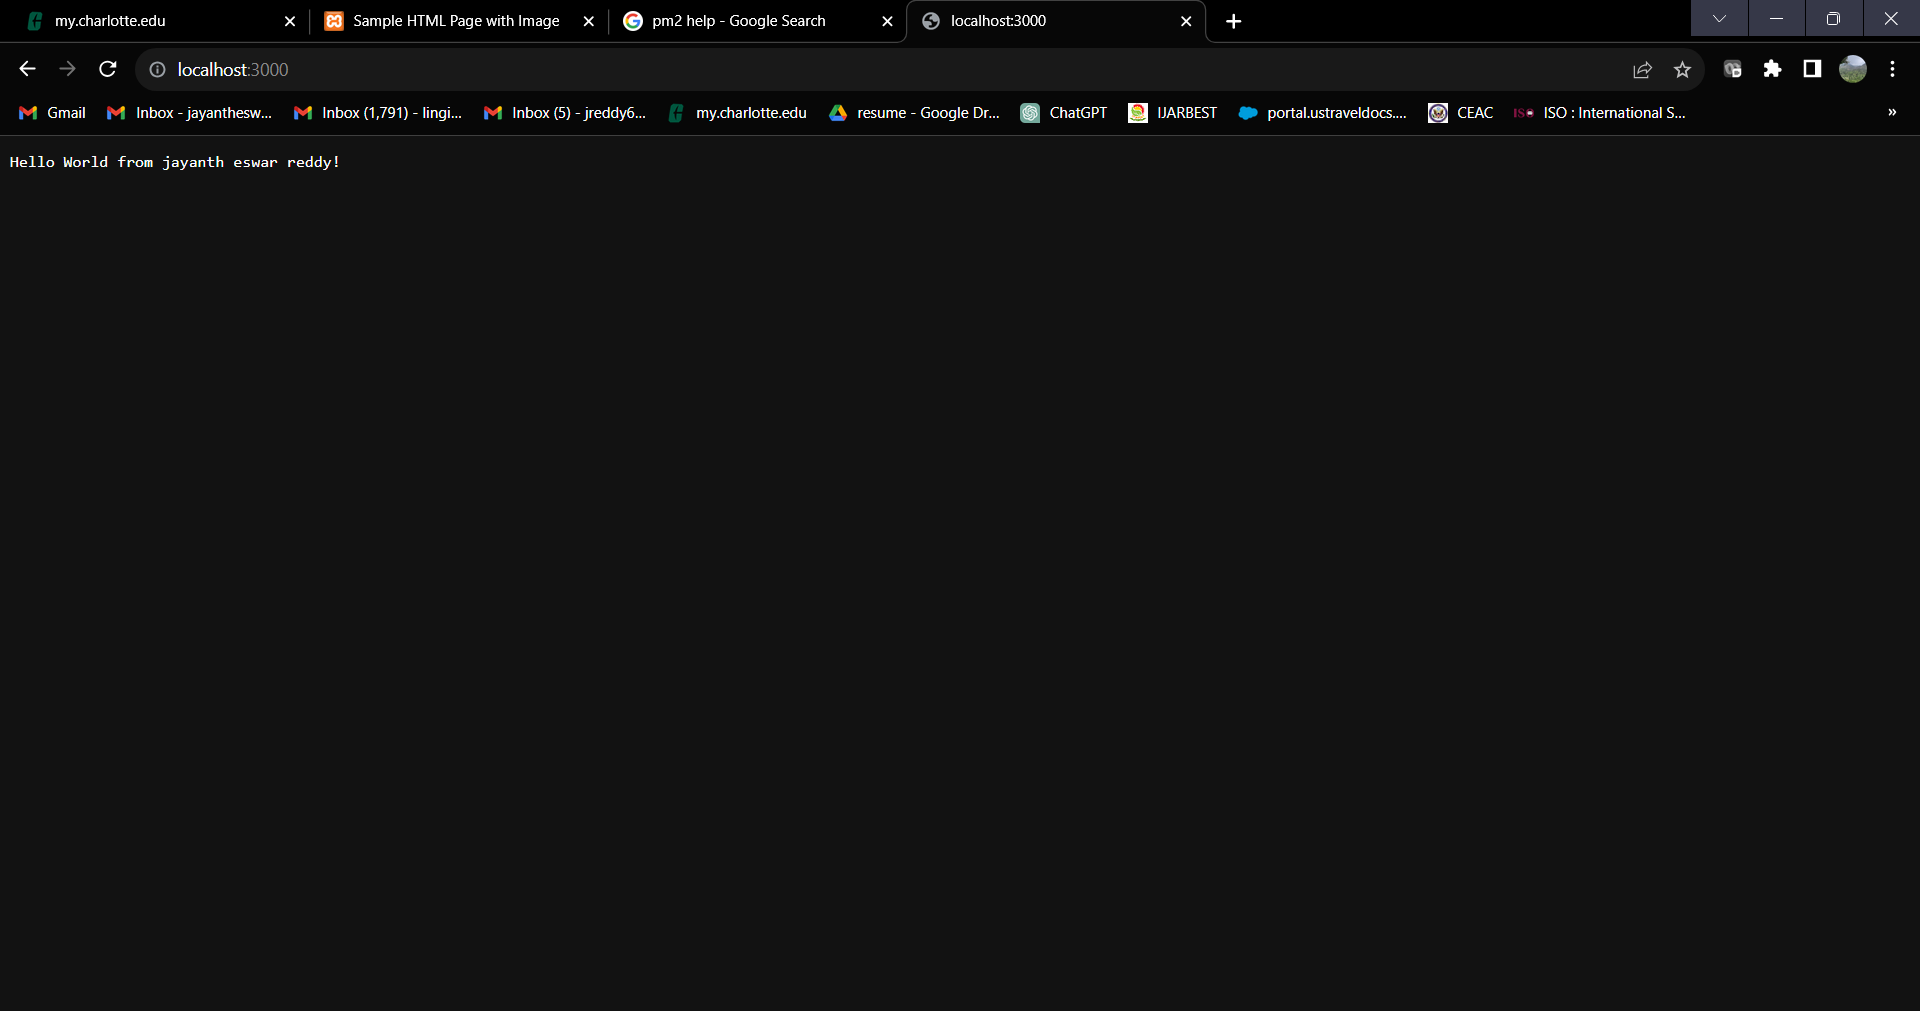 my.charlotte.edu
Sample HTML Page with Image
pm2 help - Google Search
localhost:3000
localhost:3000
Gmail Inbox - jayanthesw... Inbox (1,791) - lingi... Inbox (5) - jreddy6... my.charlotte.edu resume - Google Dr... ChatGPT IJARBEST portal.ustraveldocs.... CEAC ISO : International S... »
Hello World from jayanth eswar reddy!